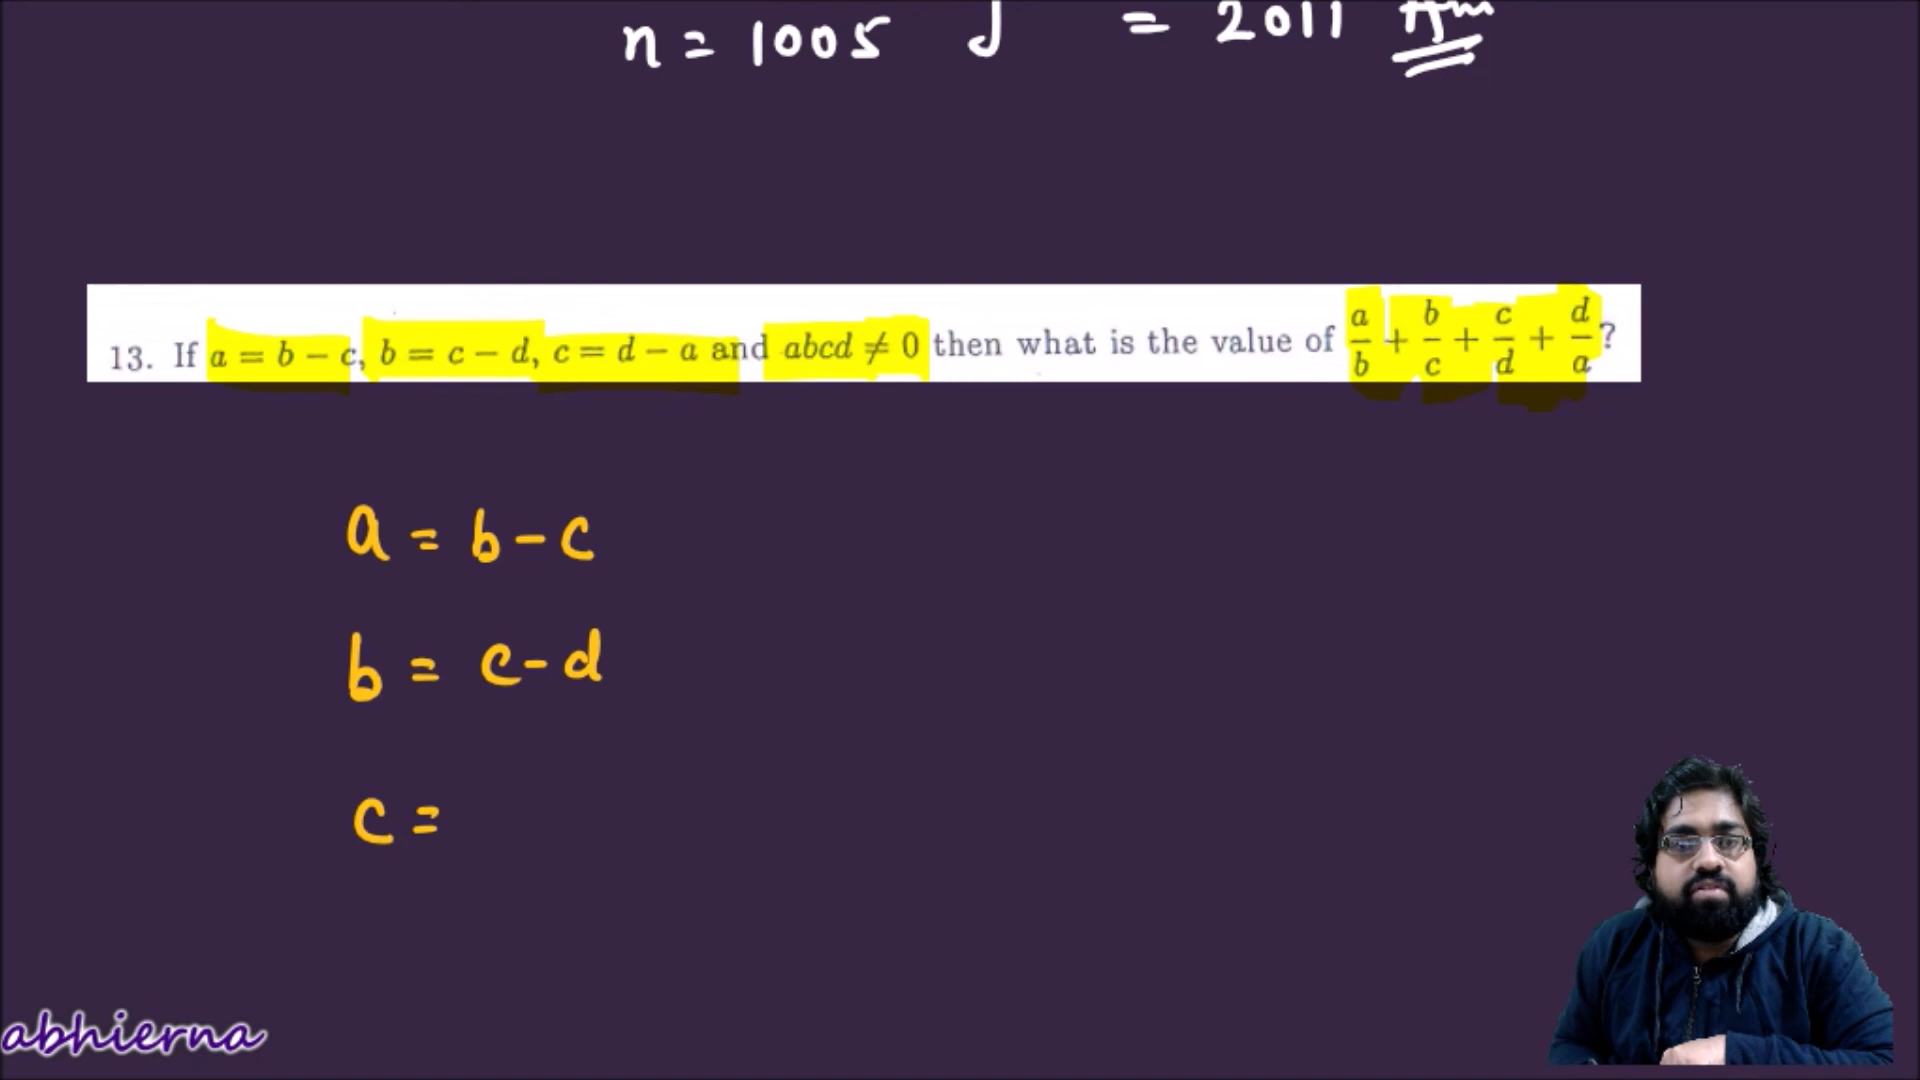 n = 1005 = 2011
13. If a = b − c, b = c − d, c = d − a and abcd ≠ 0 then what is the value of a/b + b/c + c/d + d/a?
a = b - c
b = c - d
c =
abhierna